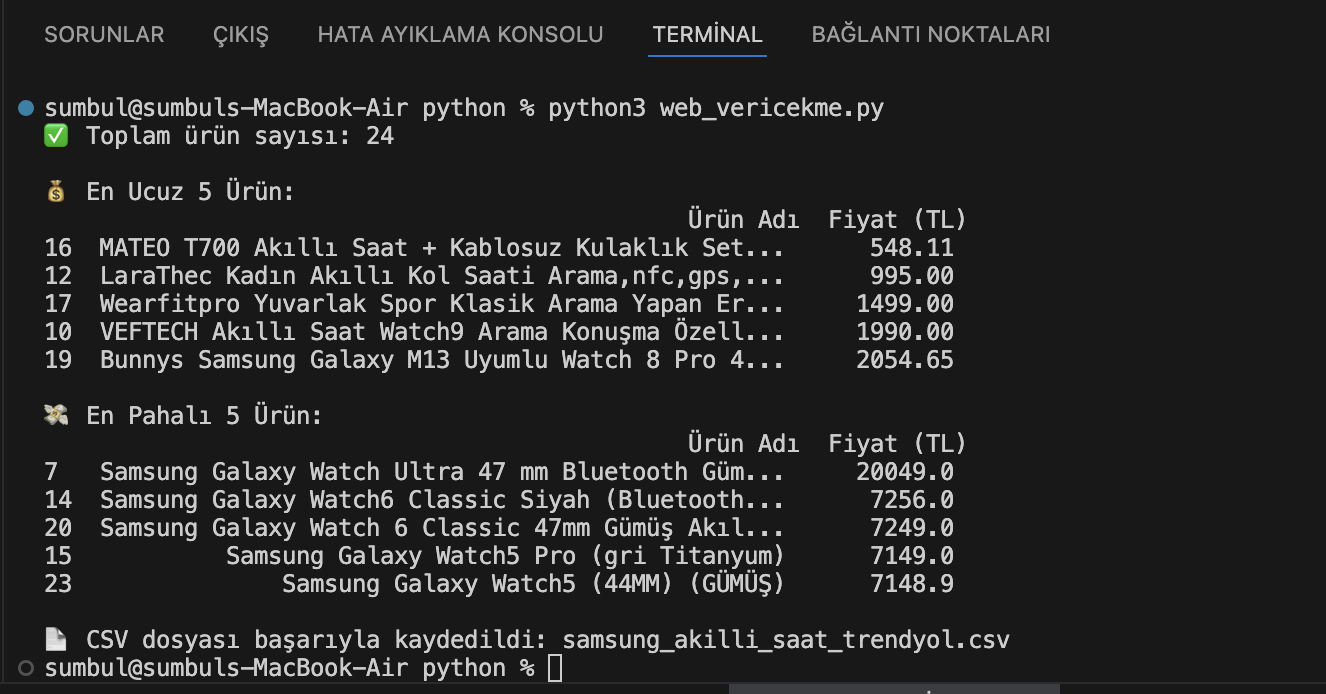 SORUNLAR ÇIKIŞ HATA AYIKLAMA KONSOLU TERMİNAL BAĞLANTI NOKTALARI
sumbul@sumbuls-MacBook-Air python % python3 web_vericekme.py
✅ Toplam ürün sayısı: 24
💰 En Ucuz 5 Ürün:
Ürün Adı Fiyat (TL)
16 MATEO T700 Akıllı Saat + Kablosuz Kulaklık Set... 548.11
12 LaraThec Kadın Akıllı Kol Saati Arama,nfc,gps,... 995.00
17 Wearfitpro Yuvarlak Spor Klasik Arama Yapan Er... 1499.00
10 VEFTECH Akıllı Saat Watch9 Arama Konuşma Özell... 1990.00
19 Bunnys Samsung Galaxy M13 Uyumlu Watch 8 Pro 4... 2054.65
💸 En Pahalı 5 Ürün:
Ürün Adı Fiyat (TL)
7 Samsung Galaxy Watch Ultra 47 mm Bluetooth Güm... 20049.0
14 Samsung Galaxy Watch6 Classic Siyah (Bluetooth... 7256.0
20 Samsung Galaxy Watch 6 Classic 47mm Gümüş Akıl... 7249.0
15 Samsung Galaxy Watch5 Pro (gri Titanyum) 7149.0
23 Samsung Galaxy Watch5 (44MM) (GÜMÜŞ) 7148.9
📄 CSV dosyası başarıyla kaydedildi: samsung_akilli_saat_trendyol.csv
sumbul@sumbuls-MacBook-Air python %